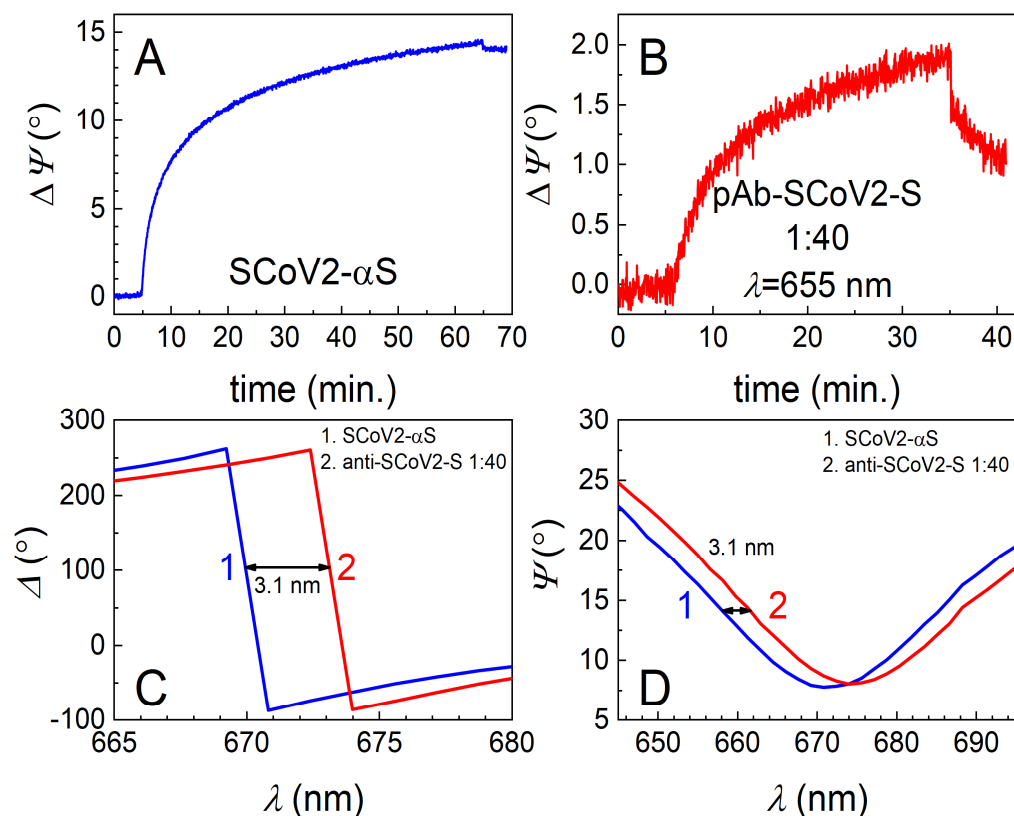 A
ΔΨ(°)
15
10
5
0
SCoV2-αS
0 10 20 30 40 50 60 70
time (min.)
B
ΔΨ(°)
2.0
1.5
1.0
0.5
0.0
pAb-SCoV2-S
1:40
λ=655 nm
0 10 20 30 40
time (min.)
C
Δ(°)
300
200
100
0
-100
1. SCoV2-αS
2. anti-SCoV2-S 1:40
1
2
3.1 nm
665 670 675 680
λ (nm)
D
Ψ(°)
30
25
20
15
10
5
1. SCoV2-αS
2. anti-SCoV2-S 1:40
3.1 nm
1
2
650 660 670 680 690
λ (nm)